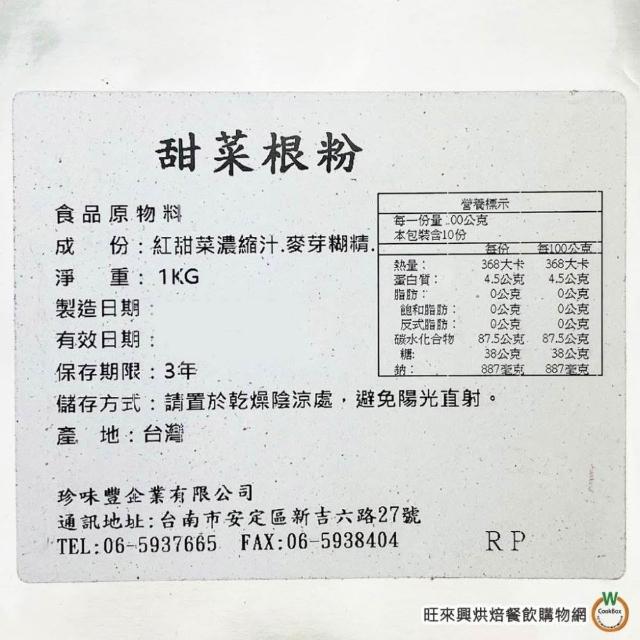 甜菜根粉
食品原物料
成　份：紅甜菜濃縮汁.麥芽糊精.
淨　重：1KG
製造日期：
有效日期：
保存期限：3年
儲存方式：請置於乾燥陰涼處，避免陽光直射。
產　地：台灣
營養標示
每一份量 .00公克
本包裝含10份
每份 每100公克
熱量： 368大卡 368大卡
蛋白質： 4.5公克 4.5公克
脂肪： 0公克 0公克
飽和脂肪： 0公克 0公克
反式脂肪： 0公克 0公克
碳水化合物 87.5公克 87.5公克
糖： 38公克 38公克
鈉： 887毫克 887毫克
珍味豐企業有限公司
通訊地址:台南市安定區新吉六路27號
TEL:06-5937665 FAX:06-5938404
RP
旺來興烘焙餐飲購物網
W
CookBox